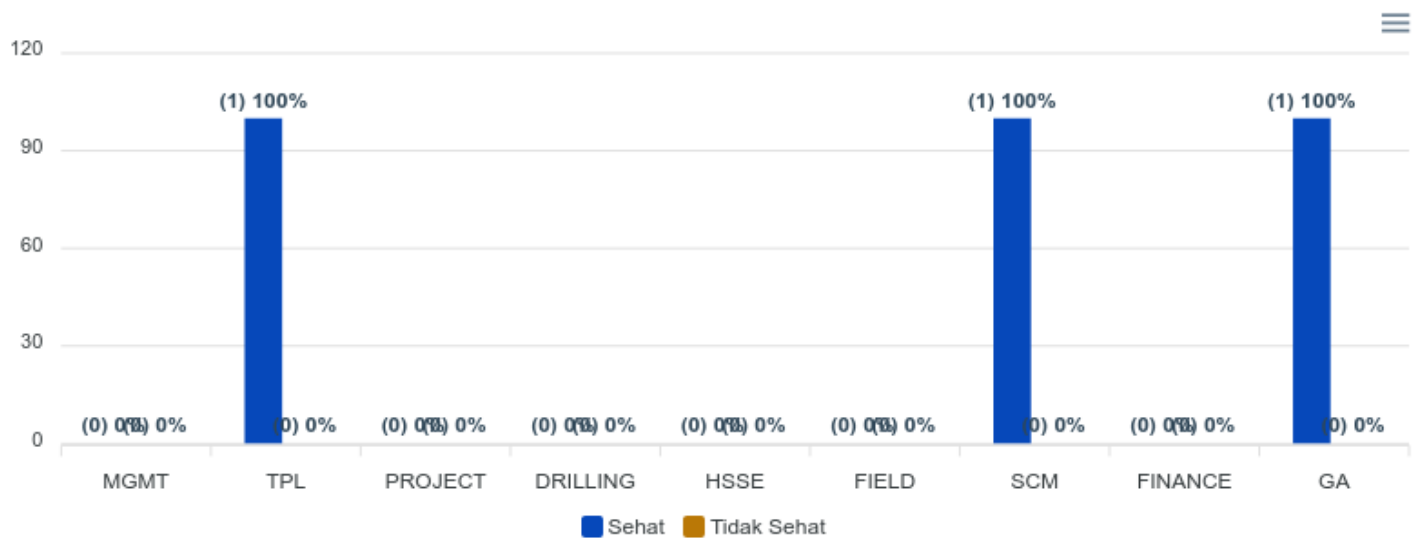 120
(1) 100% (1) 100% (1) 100%
90
60
30
(0) 0% (0) 0% (0) 0% (0) 0% (0) 0% (0) 0% (0) 0% (0) 0% (0) 0% (0) 0% (0) 0% (0) 0% (0) 0% (0) 0% (0) 0%
0
MGMT TPL PROJECT DRILLING HSSE FIELD SCM FINANCE GA
Sehat Tidak Sehat